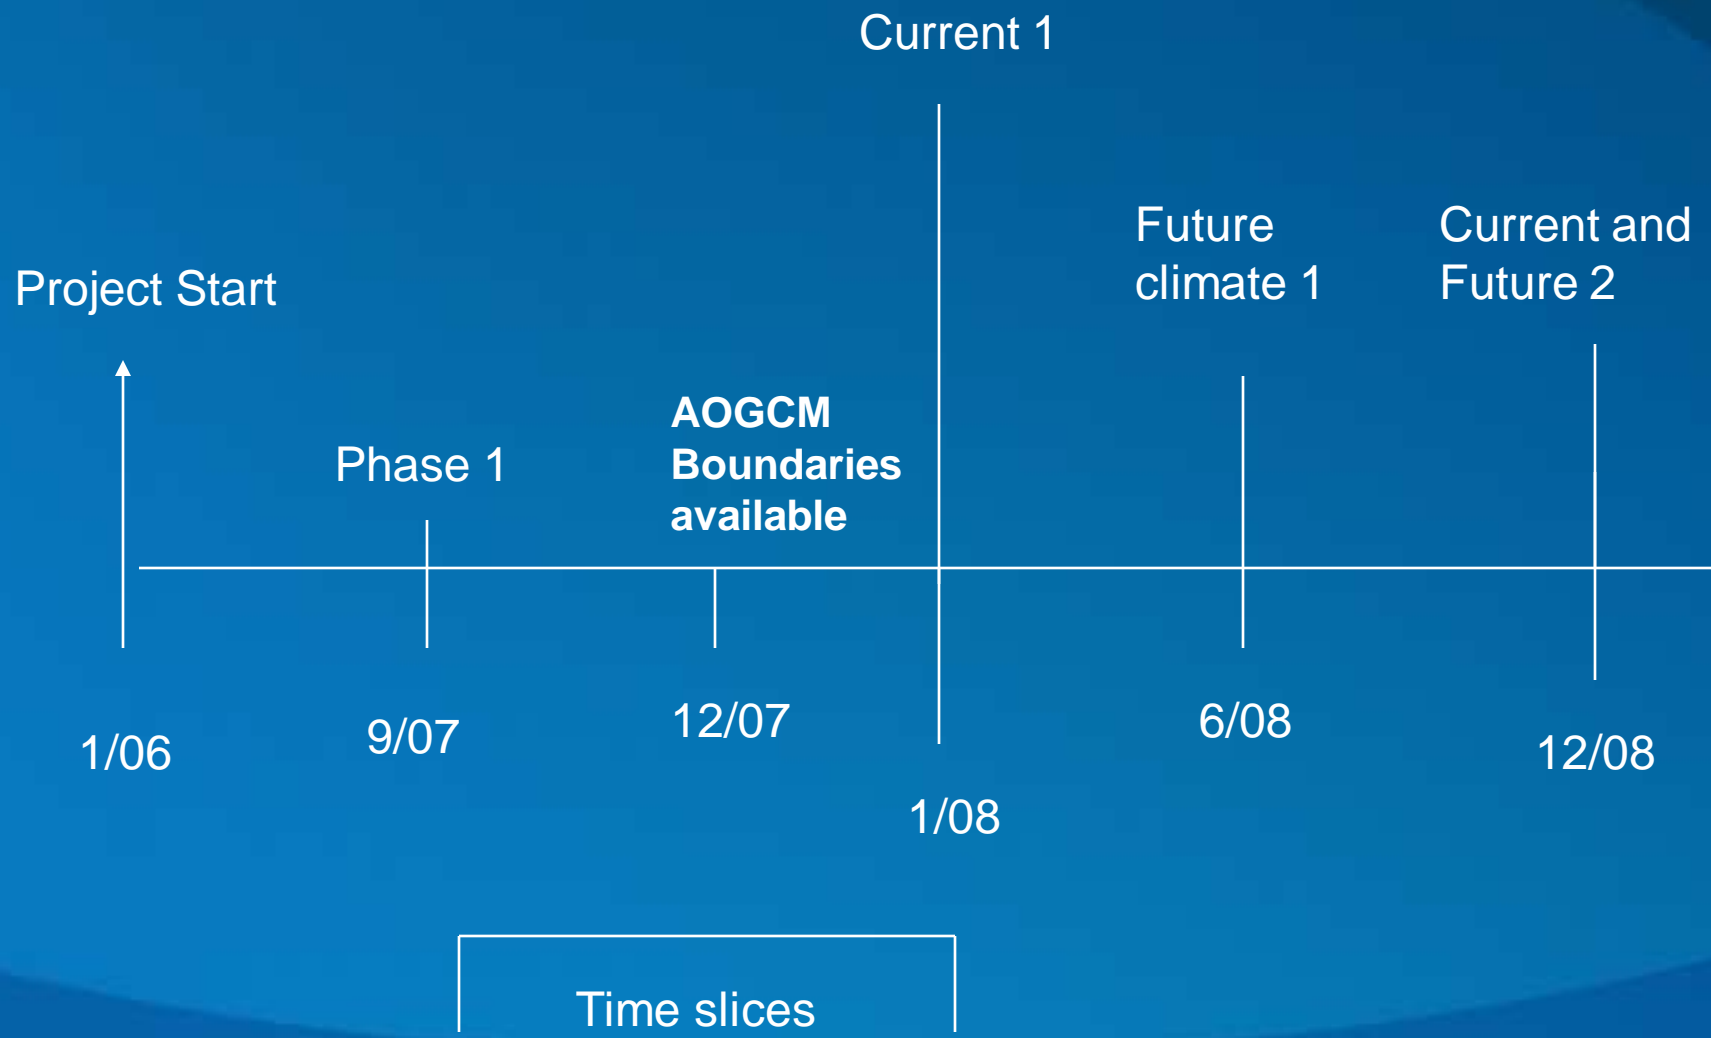 Current 1
Future
climate 1
Current and
Future 2
Project Start
AOGCM
Boundaries
available
Phase 1
1/06
9/07
12/07
1/08
6/08
12/08
Time slices